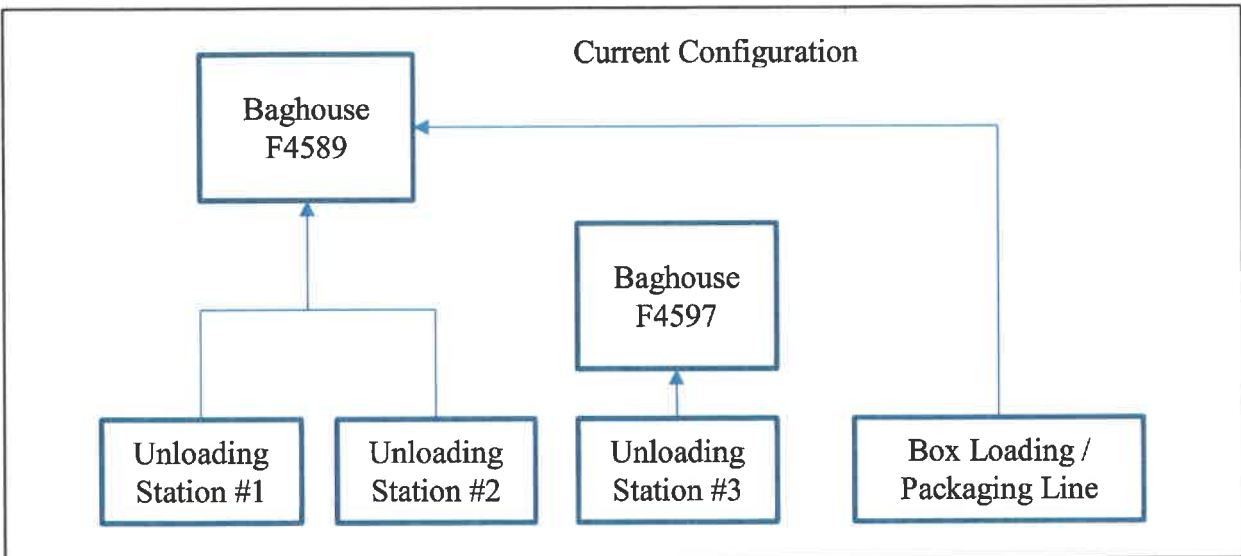 Current Configuration
Baghouse
F4589
Baghouse
F4597
Unloading
Station #1
Unloading
Station #2
Unloading
Station #3
Box Loading /
Packaging Line